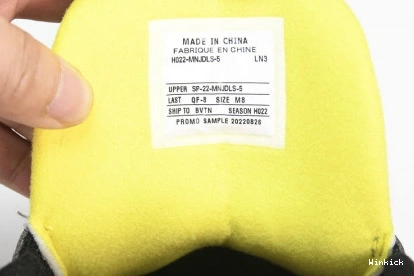 MADE IN CHINA
FABRIQUE EN CHINE
H022-MNJDLS-5 LN3
UPPER SP-22-MNJDLS-5
LAST QF-8 SIZE M8
SHIP TO BVTN SEASON H022
PROMO SAMPLE 20220826
Winkick